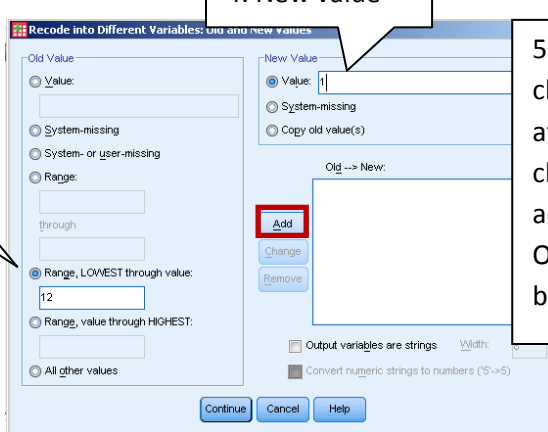 4. New Value
Recode into Different Variables: Old and New Values
Old Value
Value:
System-missing
System- or user-missing
Range:
through
Range, LOWEST through value:
12
Range, value through HIGHEST:
All other values
New Value
Value: 1
System-missing
Copy old value(s)
Old --> New:
Add
Change
Remove
Output variables are strings Width:
Convert numeric strings to numbers ('5'->5)
Continue Cancel Help
5